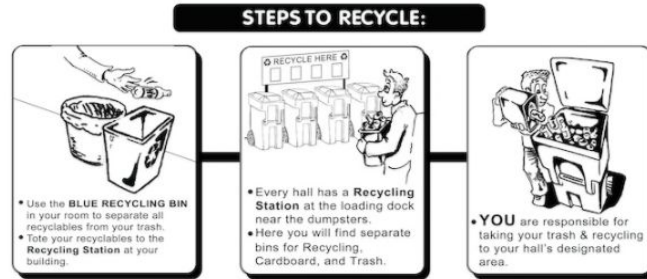 STEPS TO RECYCLE:
• Use the BLUE RECYCLING BIN
in your room to separate all
recyclables from your trash.
• Tote your recyclables to the
Recycling Station at your
building.
RECYCLE HERE
• Every hall has a Recycling
Station at the loading dock
near the dumpsters.
• Here you will find separate
bins for Recycling,
Cardboard, and Trash.
• YOU are responsible for
taking your trash & recycling
to your hall's designated
area.